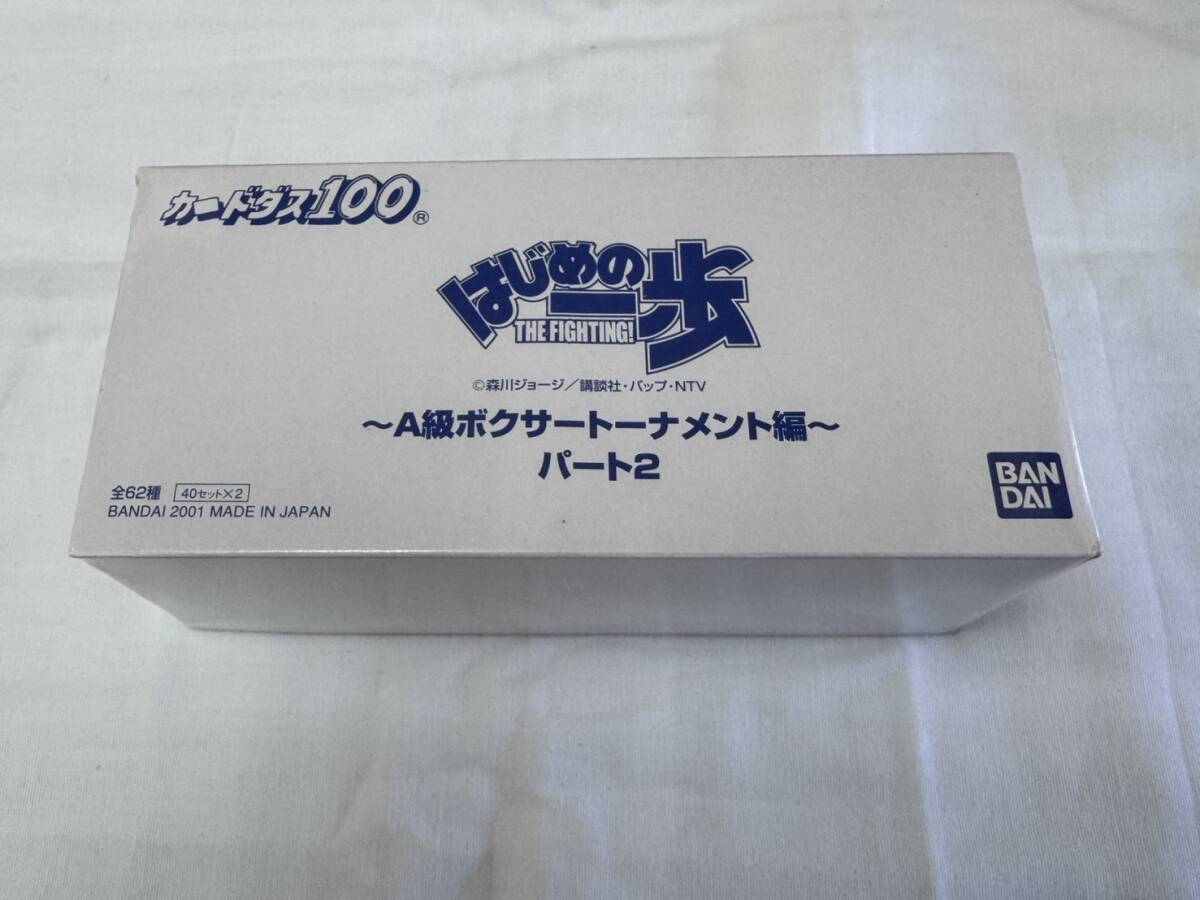 カードダス100®
はじめの一歩
THE FIGHTING!
©森川ジョージ／講談社・バップ・NTV
～A級ボクサートーナメント編～
パート2
全62種 40セット×2
BANDAI 2001 MADE IN JAPAN
BAN
DAI